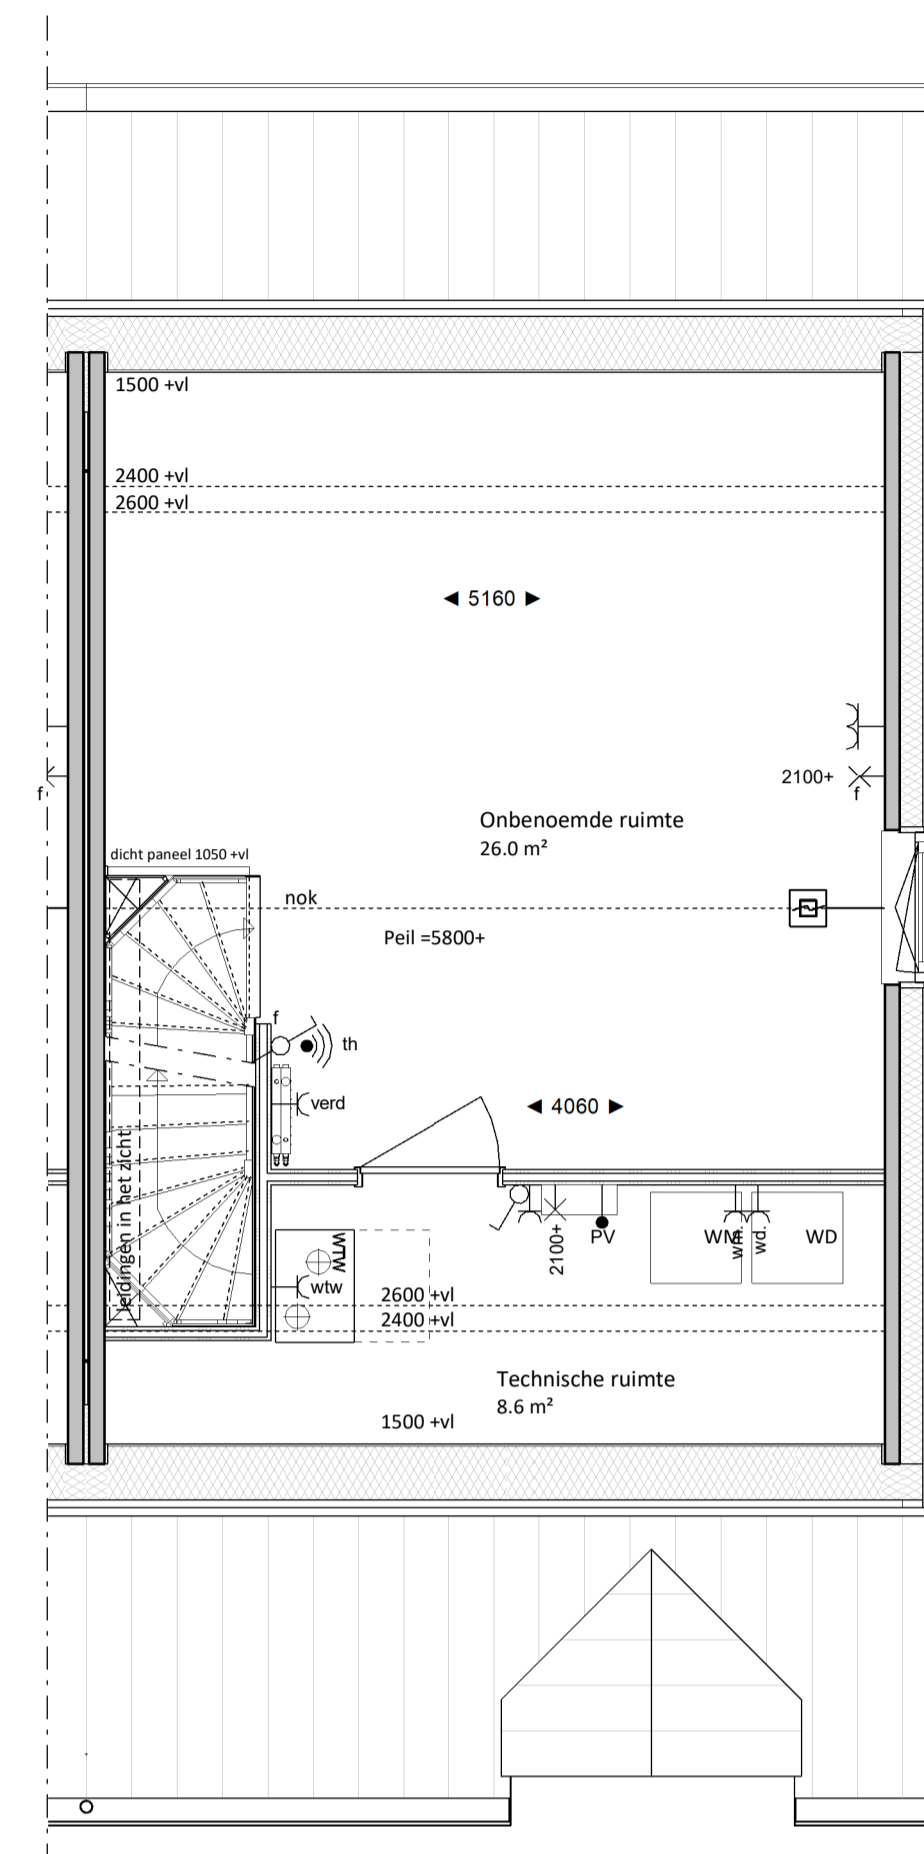 1500 +vl
2400 +vl
2600 +vl
◄ 5160 ►
2100+
f
f
Onbenoemde ruimte
26.0 m²
dicht paneel 1050 +vl
nok
Peil =5800+
f
th
verd
◄ 4060 ►
leidingen in het zicht
WTW
wtw
2100+
PV
WM
wm.
wd.
WD
2600 +vl
2400 +vl
Technische ruimte
8.6 m²
1500 +vl